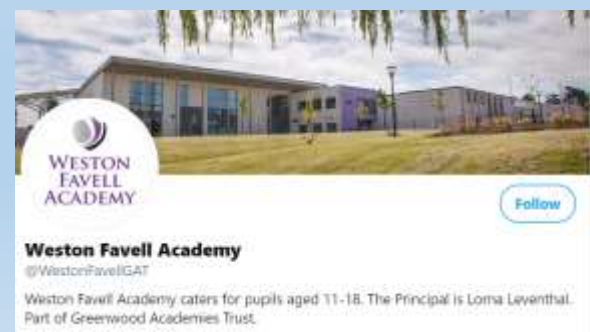 WESTON
FAVELL
ACADEMY
Follow
Weston Favell Academy
@WestonFavellGAT
Weston Favell Academy caters for pupils aged 11-18. The Principal is Lorna Leventhal.
Part of Greenwood Academies Trust.